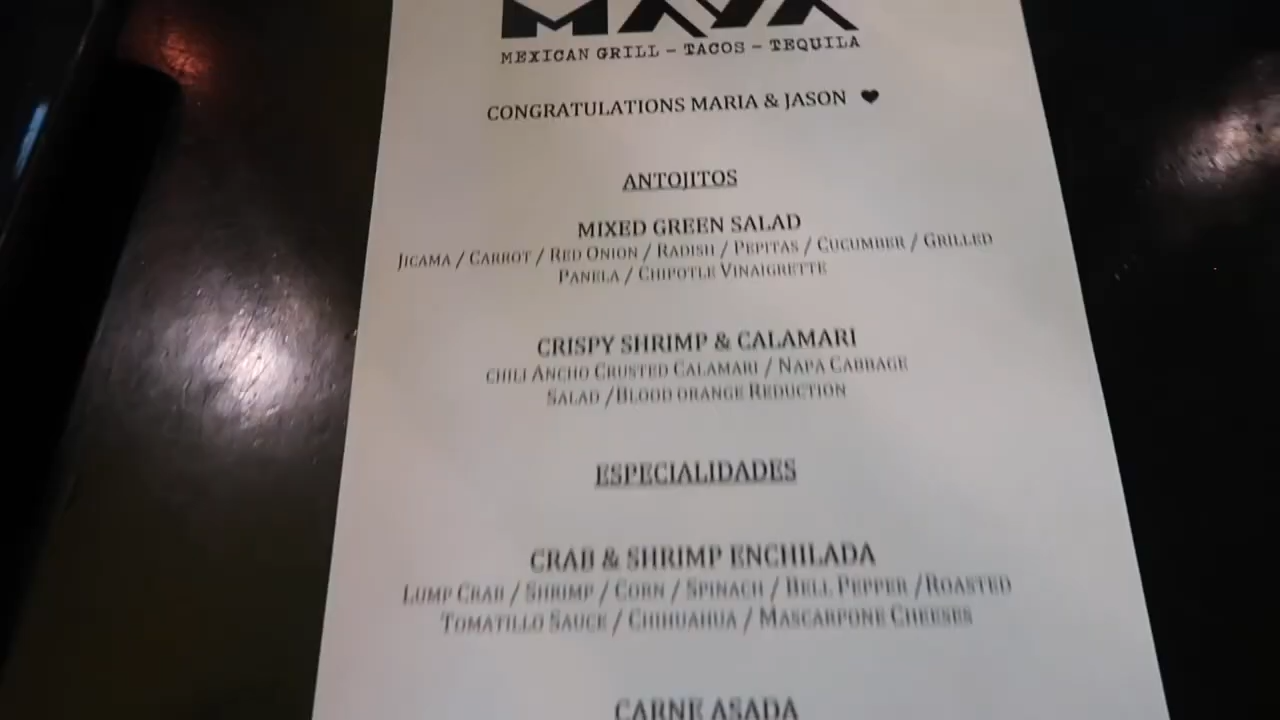 MAYA
MEXICAN GRILL – TACOS – TEQUILA
CONGRATULATIONS MARIA & JASON ♥
ANTOJITOS
MIXED GREEN SALAD
JICAMA / CARROT / RED ONION / RADISH / PEPITAS / CUCUMBER / GRILLED
PANELA / CHIPOTLE VINAIGRETTE
CRISPY SHRIMP & CALAMARI
CHILI ANCHO CRUSTED CALAMARI / NAPA CABBAGE
SALAD /BLOOD ORANGE REDUCTION
ESPECIALIDADES
CRAB & SHRIMP ENCHILADA
LUMP CRAB / SHRIMP / CORN / SPINACH / BELL PEPPER /ROASTED
TOMATILLO SAUCE / CHIHUAHUA / MASCARPONE CHEESES
CARNE ASADA